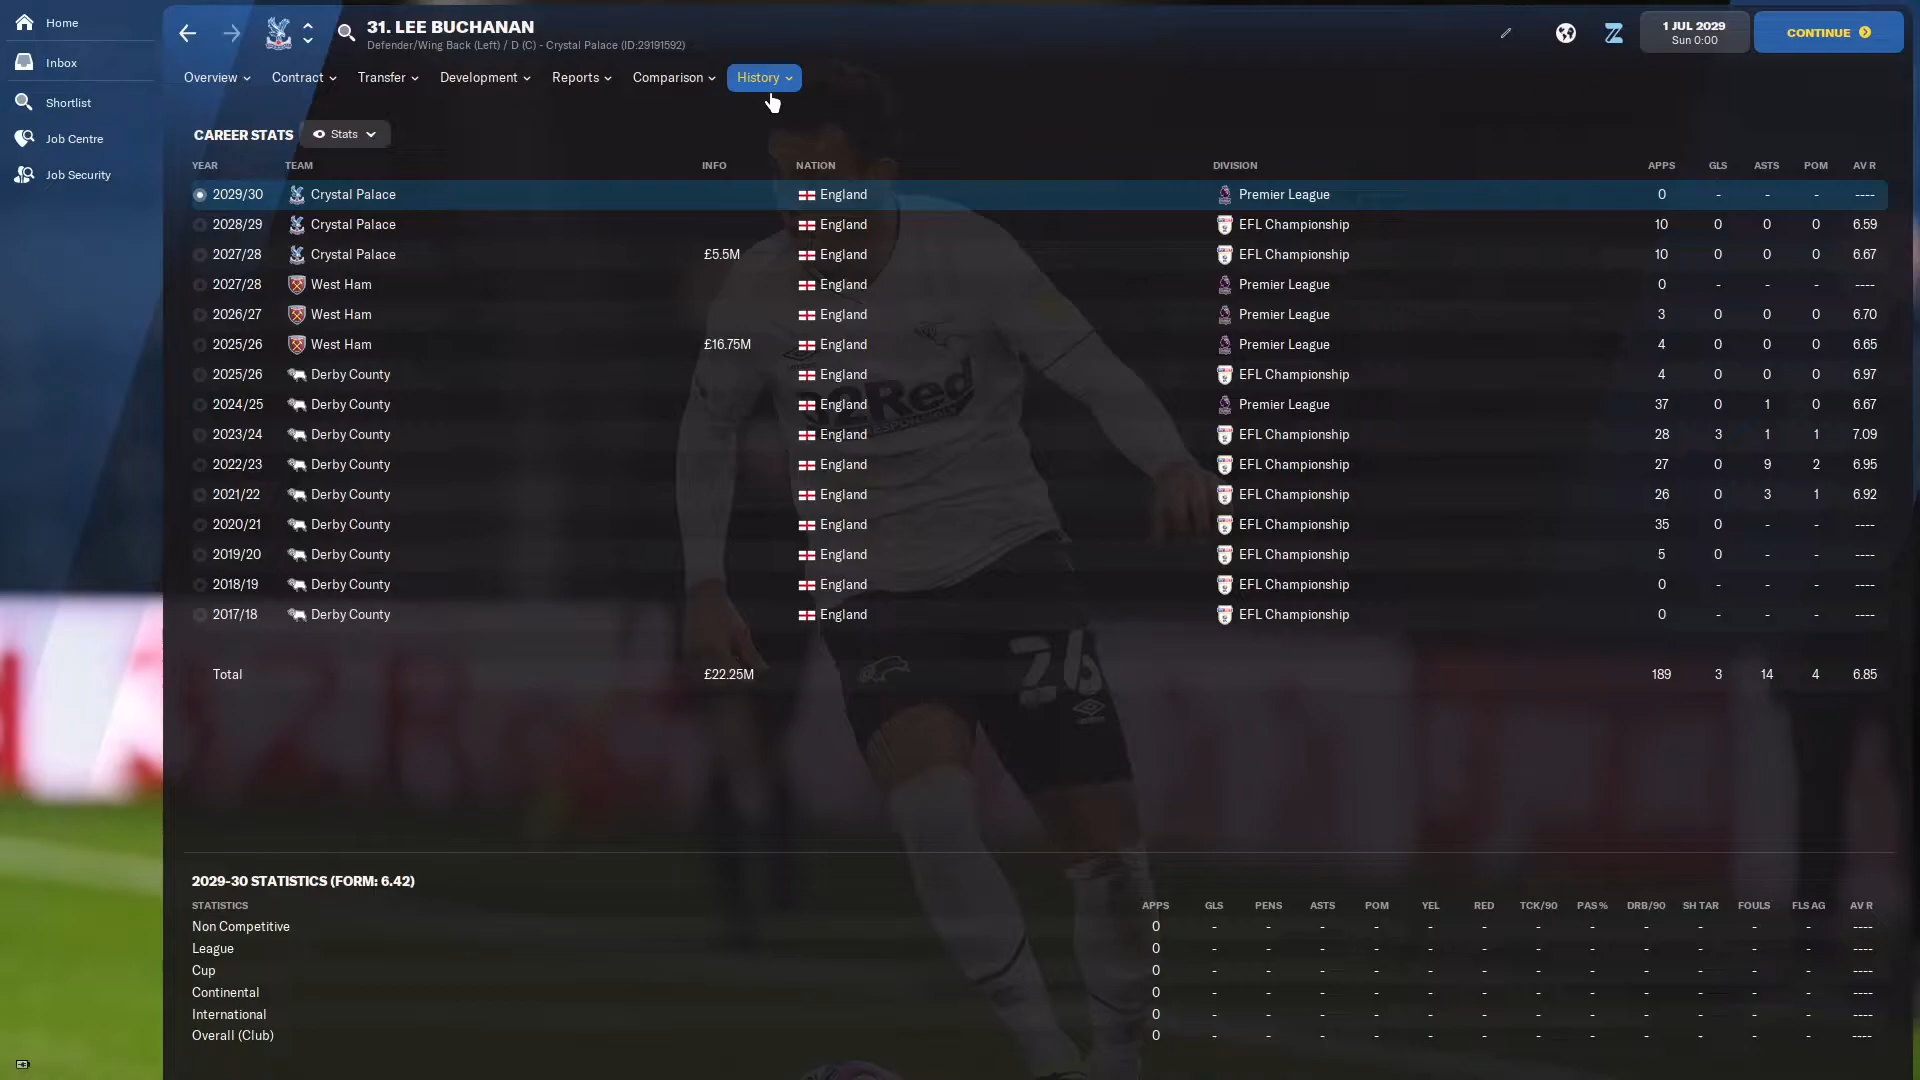 Home
Inbox
Shortlist
Job Centre
Job Security
31. LEE BUCHANAN
Defender/Wing Back (Left) / D (C) - Crystal Palace (ID:29191592)
1 JUL 2029
Sun 0:00
CONTINUE
Overview Contract Transfer Development Reports Comparison History
CAREER STATS Stats
YEAR TEAM INFO NATION DIVISION APPS GLS ASTS POM AV R
2029/30 Crystal Palace England Premier League 0 - - - ----
2028/29 Crystal Palace England EFL Championship 10 0 0 0 6.59
2027/28 Crystal Palace £5.5M England EFL Championship 10 0 0 0 6.67
2027/28 West Ham England Premier League 0 - - - ----
2026/27 West Ham England Premier League 3 0 0 0 6.70
2025/26 West Ham £16.75M England Premier League 4 0 0 0 6.65
2025/26 Derby County England EFL Championship 4 0 0 0 6.97
2024/25 Derby County England Premier League 37 0 1 0 6.67
2023/24 Derby County England EFL Championship 28 3 1 1 7.09
2022/23 Derby County England EFL Championship 27 0 9 2 6.95
2021/22 Derby County England EFL Championship 26 0 3 1 6.92
2020/21 Derby County England EFL Championship 35 0 - - ----
2019/20 Derby County England EFL Championship 5 0 - - ----
2018/19 Derby County England EFL Championship 0 - - - ----
2017/18 Derby County England EFL Championship 0 - - - ----
Total £22.25M 189 3 14 4 6.85
32Red
26
2029-30 STATISTICS (FORM: 6.42)
STATISTICS APPS GLS PENS ASTS POM YEL RED TCK/90 PAS % DRB/90 SH TAR FOULS FLS AG AV R
Non Competitive 0 - - - - - - - - - - - - ----
League 0 - - - - - - - - - - - - ----
Cup 0 - - - - - - - - - - - - ----
Continental 0 - - - - - - - - - - - - ----
International 0 - - - - - - - - - - - - ----
Overall (Club) 0 - - - - - - - - - - - - ----